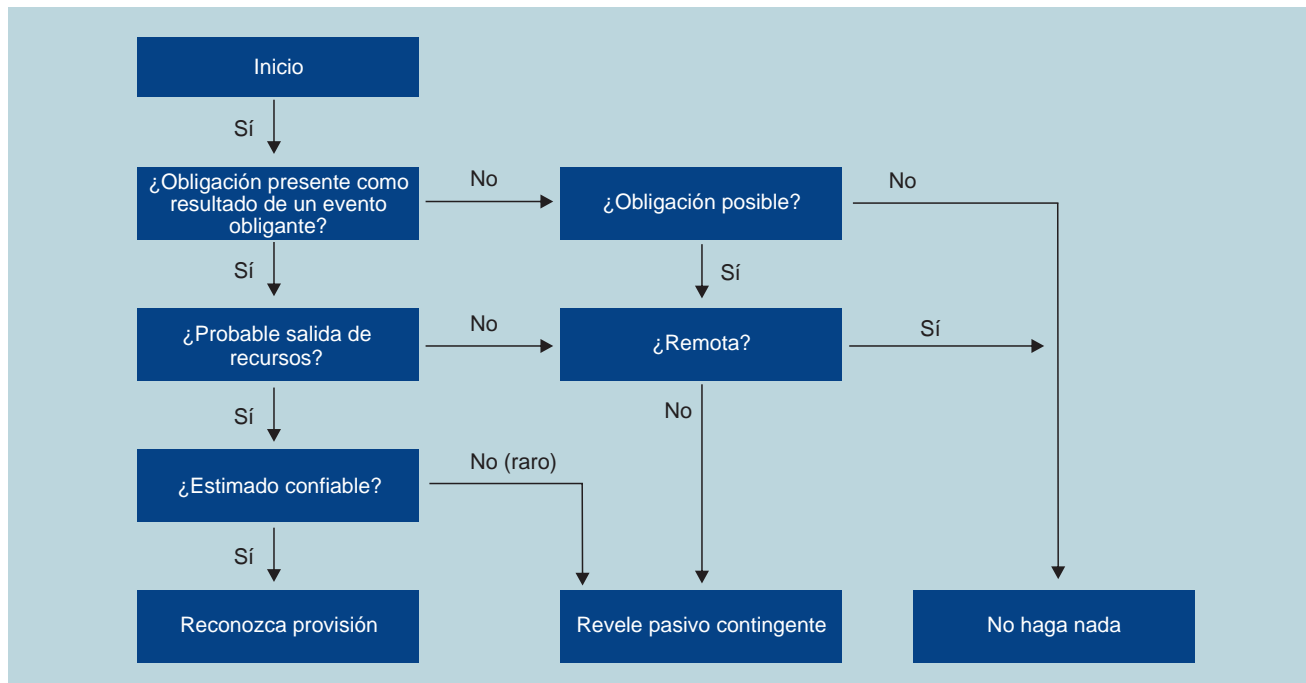 Inicio
Sí
¿Obligación presente como
resultado de un evento
obligante?
No
¿Obligación posible?
No
Sí
Sí
¿Probable salida de
recursos?
No
¿Remota?
Sí
Sí
No
¿Estimado confiable?
No (raro)
Sí
Reconozca provisión
Revele pasivo contingente
No haga nada